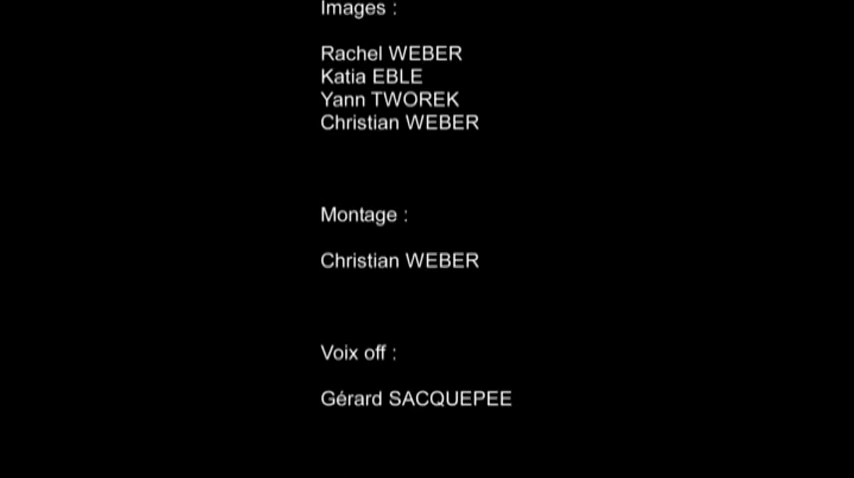 Images :
Rachel WEBER
Katia EBLE
Yann TWOREK
Christian WEBER
Montage :
Christian WEBER
Voix off :
Gérard SACQUEPEE